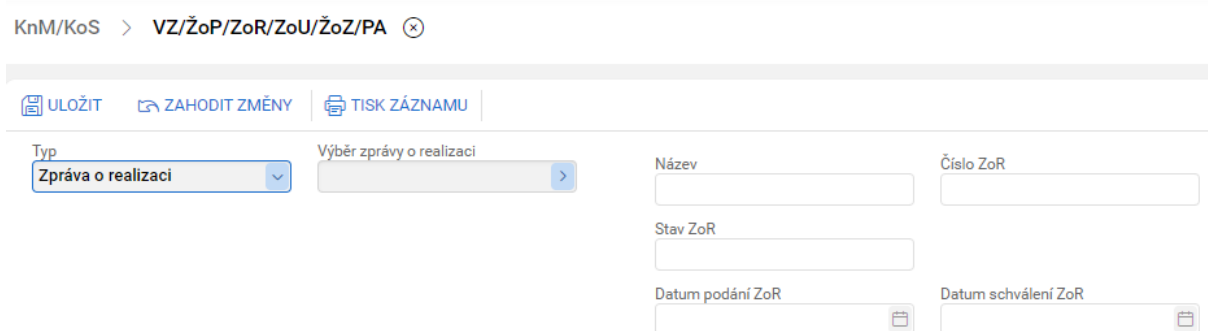 KnM/KoS > VZ/ŽoP/ZoR/ZoU/ŽoZ/PA
ULOŽIT ZAHODIT ZMĚNY TISK ZÁZNAMU
Typ Výběr zprávy o realizaci
Zpráva o realizaci
Název Číslo ZoR
Stav ZoR
Datum podání ZoR Datum schválení ZoR